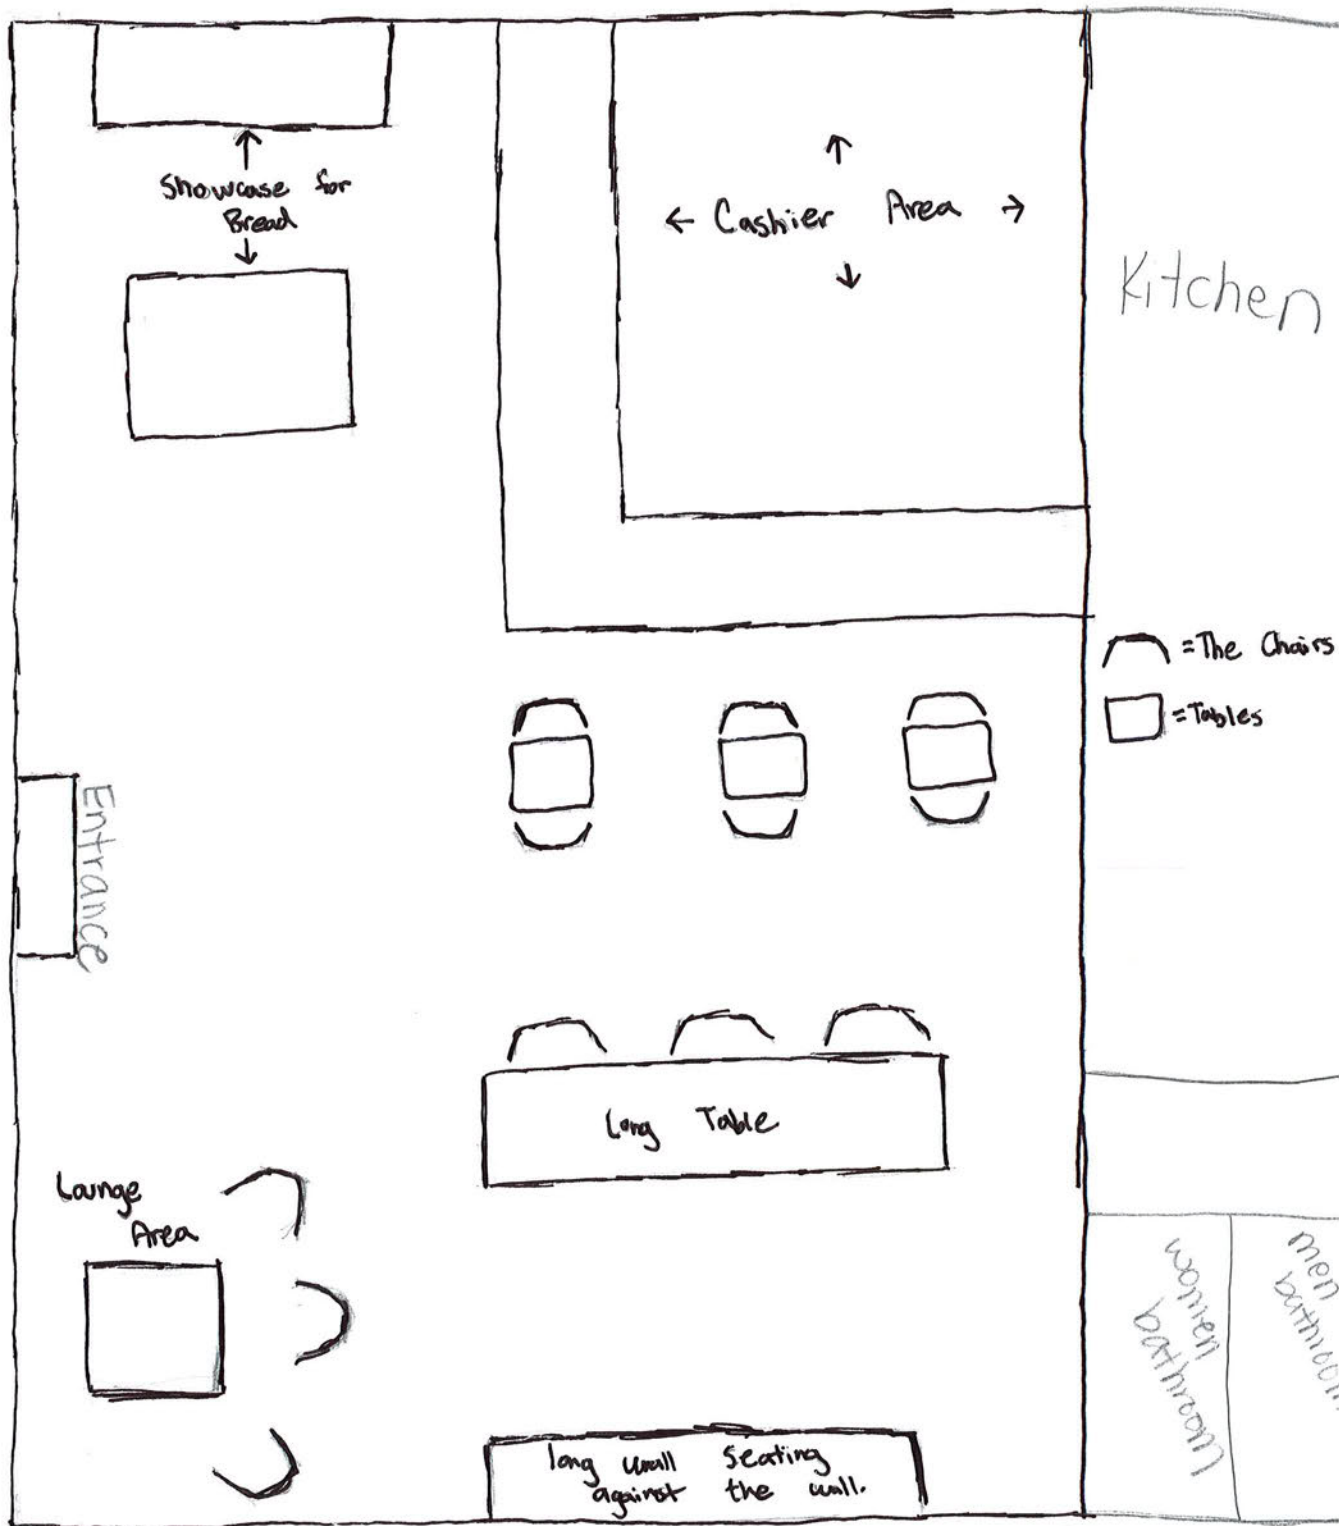 Showcase for
Bread
← Cashier Area →
Kitchen
=The Chairs
=Tables
Entrance
Long Table
Lounge
Area
women
bathroom
men
bathroom
long wall seating
against the wall.